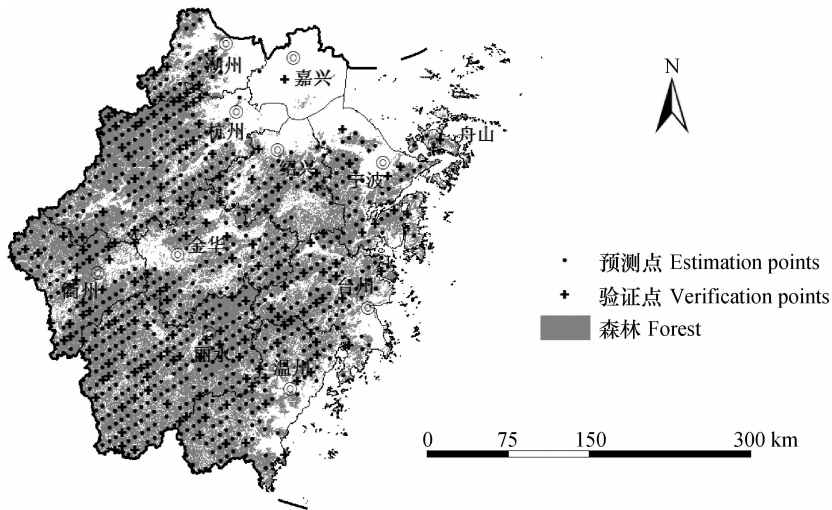 湖州
嘉兴
杭州
绍兴
宁波
舟山
金华
衢州
台州
丽水
温州
N
预测点 Estimation points
验证点 Verification points
森林 Forest
0 75 150 300 km